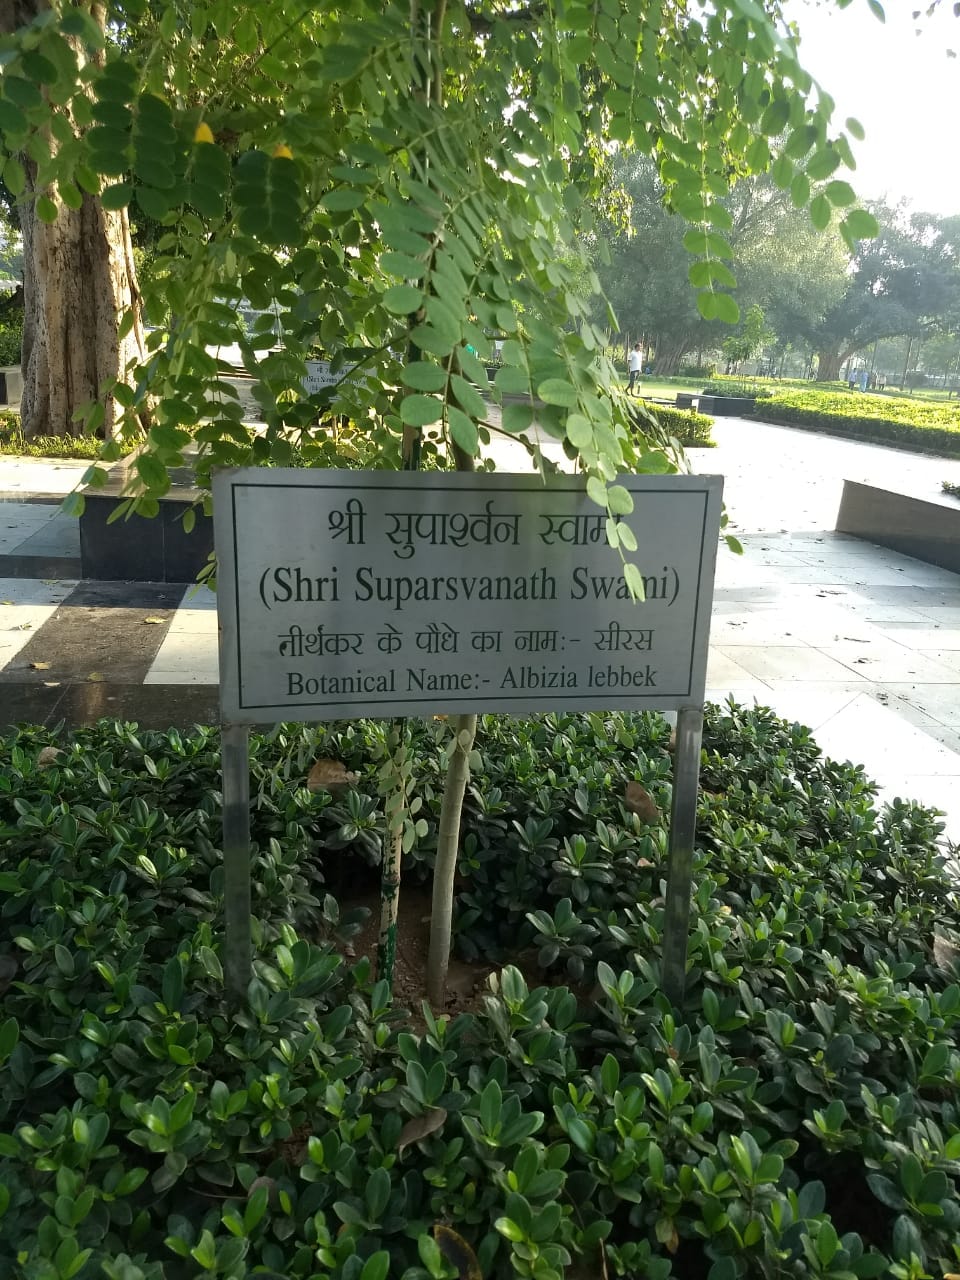 श्री सुपार्श्वन स्वामी
(Shri Suparsvanath Swami)
तीर्थंकर के पौधे का नाम:- सीरस
Botanical Name:- Albizia lebbek